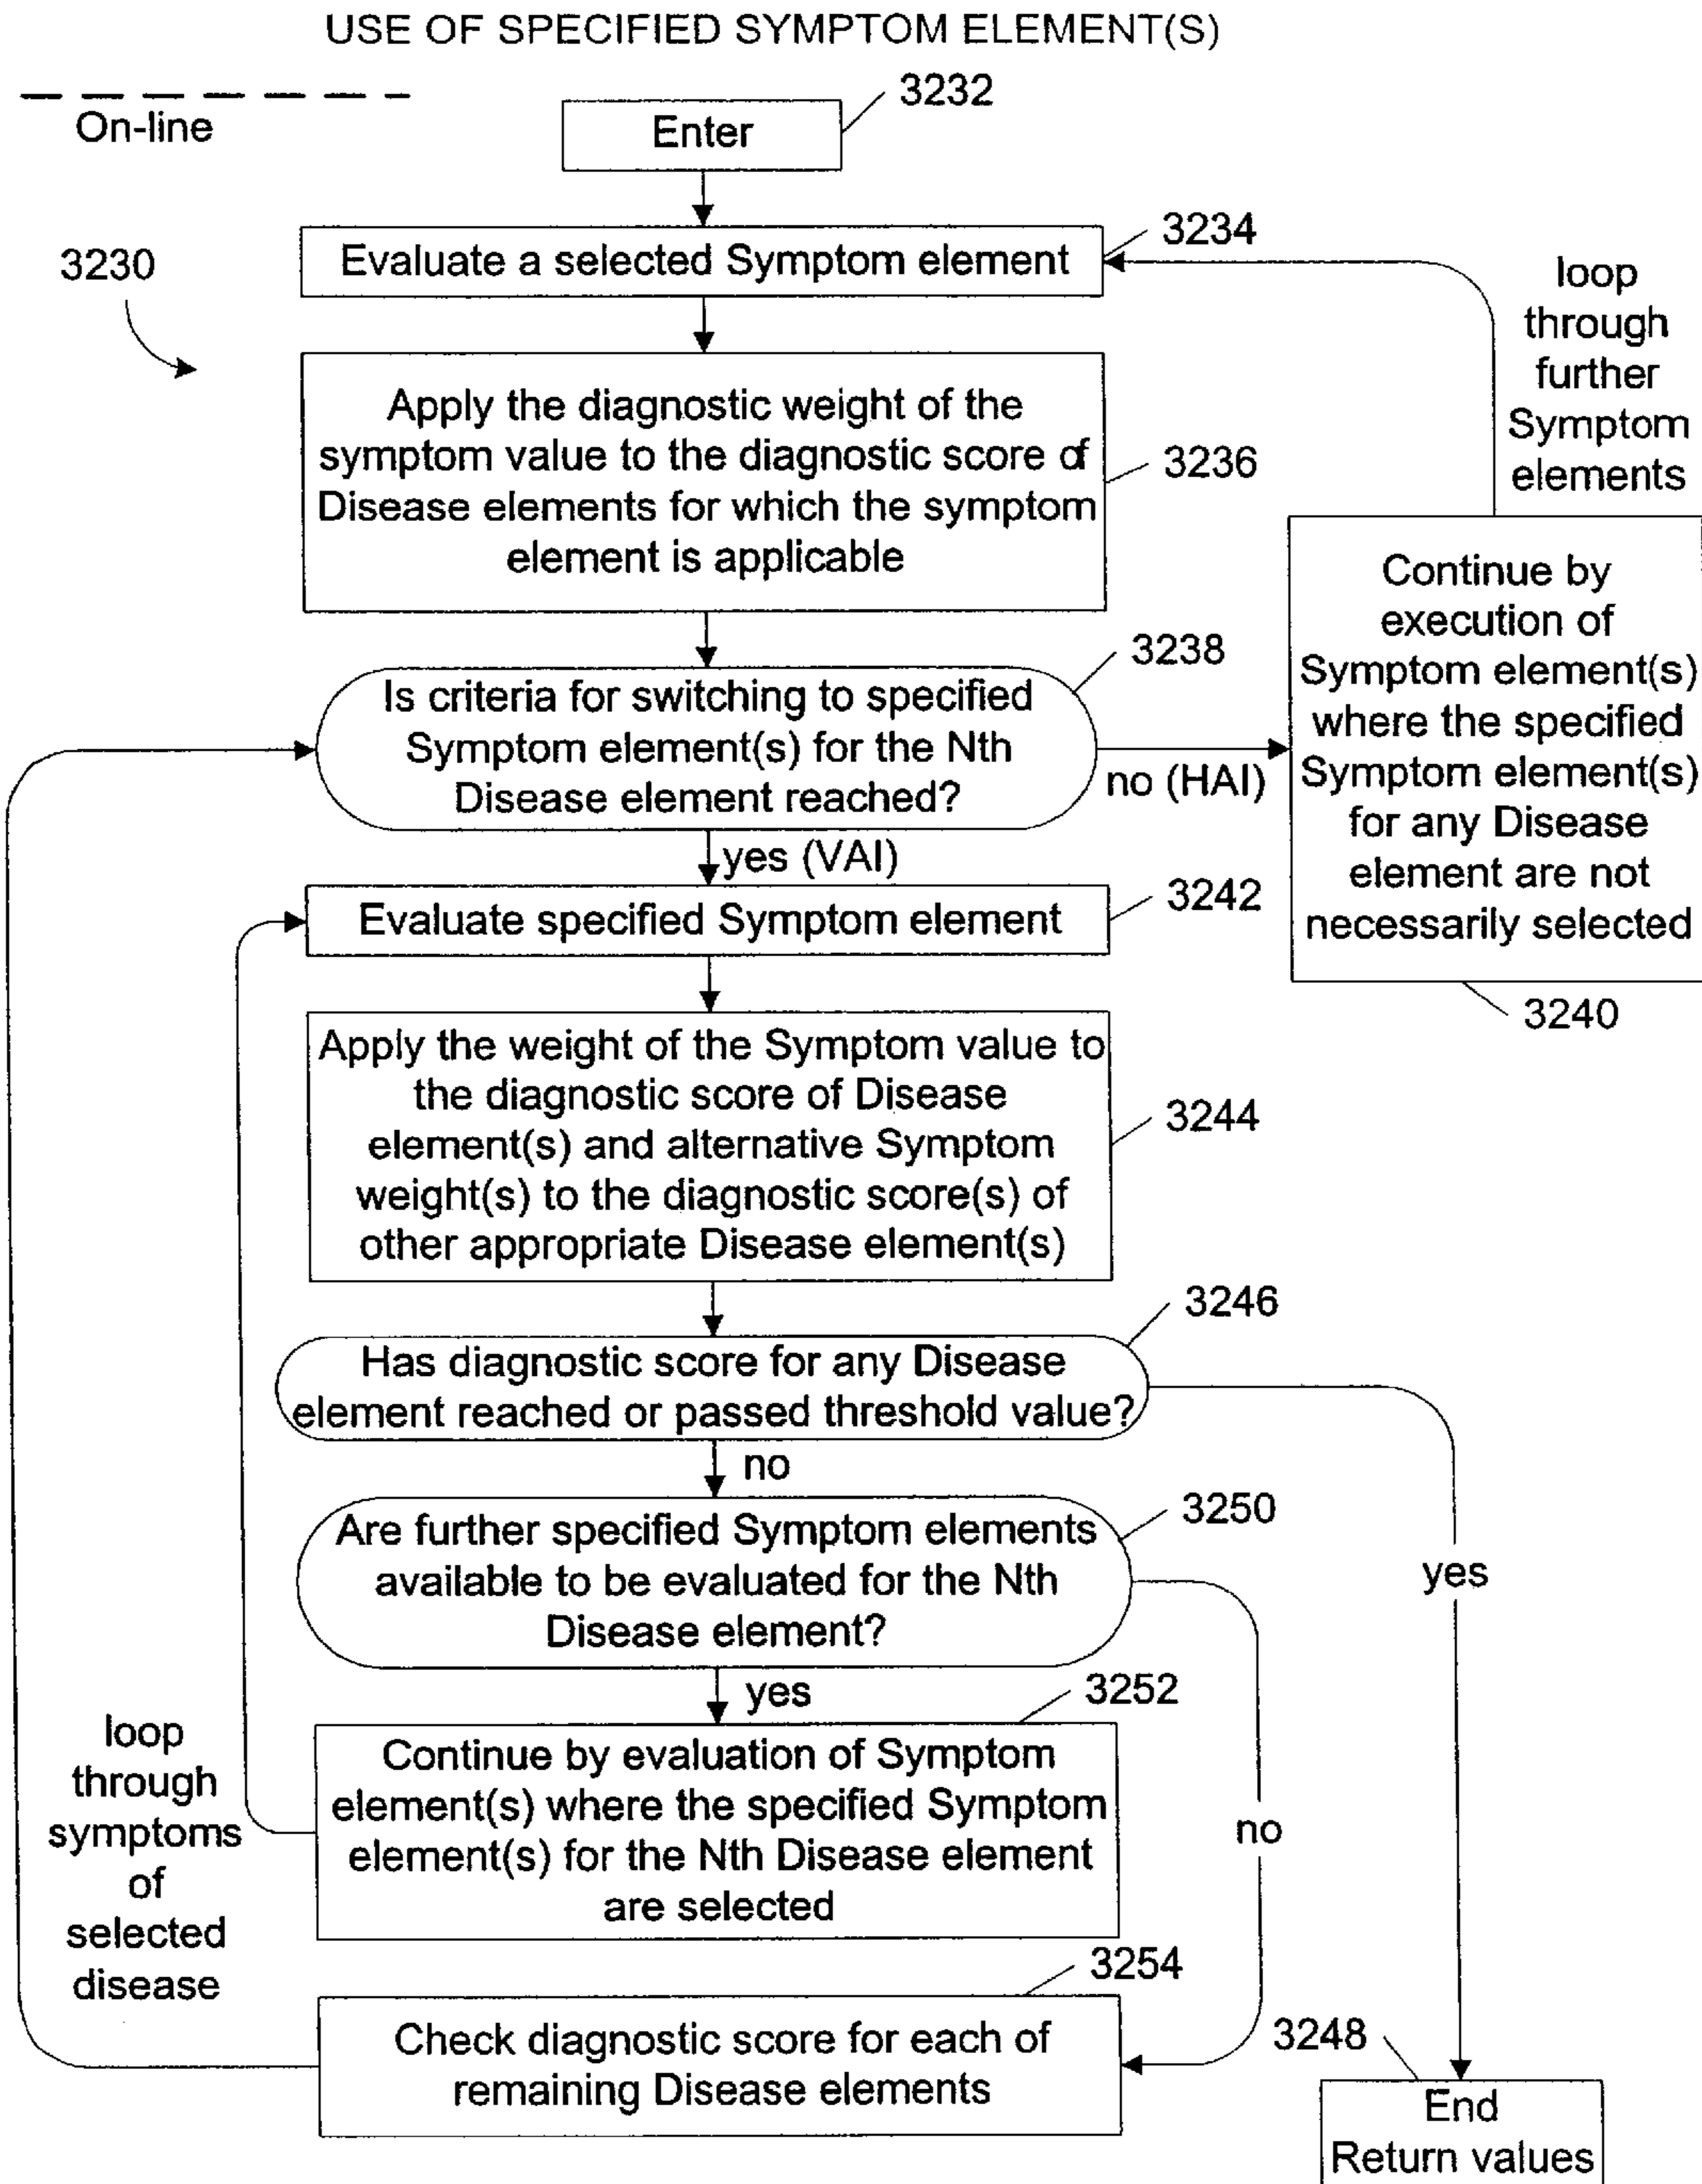 USE OF SPECIFIED SYMPTOM ELEMENT(S)
On-line
3232
Enter
3230
3234
Evaluate a selected Symptom element
loop
through
further
Symptom
elements
Apply the diagnostic weight of the
symptom value to the diagnostic score of
Disease elements for which the symptom
element is applicable
3236
3238
Is criteria for switching to specified
Symptom element(s) for the Nth
Disease element reached?
no (HAI)
Continue by
execution of
Symptom element(s)
where the specified
Symptom element(s)
for any Disease
element are not
necessarily selected
3240
yes (VAI)
Evaluate specified Symptom element
3242
Apply the weight of the Symptom value to
the diagnostic score of Disease
element(s) and alternative Symptom
weight(s) to the diagnostic score(s) of
other appropriate Disease element(s)
3244
3246
Has diagnostic score for any Disease
element reached or passed threshold value?
no
yes
3250
Are further specified Symptom elements
available to be evaluated for the Nth
Disease element?
yes
no
3252
Continue by evaluation of Symptom
element(s) where the specified Symptom
element(s) for the Nth Disease element
are selected
loop
through
symptoms
of
selected
disease
3254
Check diagnostic score for each of
remaining Disease elements
3248
End
Return values